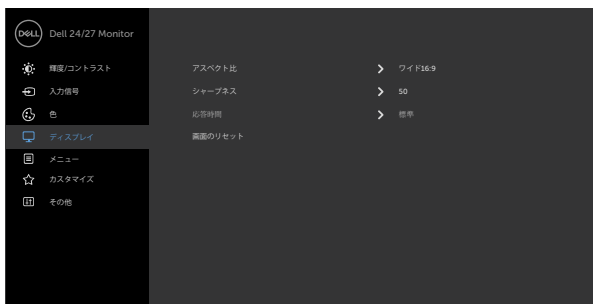 DELL Dell 24/27 Monitor
輝度/コントラスト アスペクト比 ワイド16:9
入力信号 シャープネス 50
色 応答時間 標準
ディスプレイ 画面のリセット
メニュー
カスタマイズ
その他